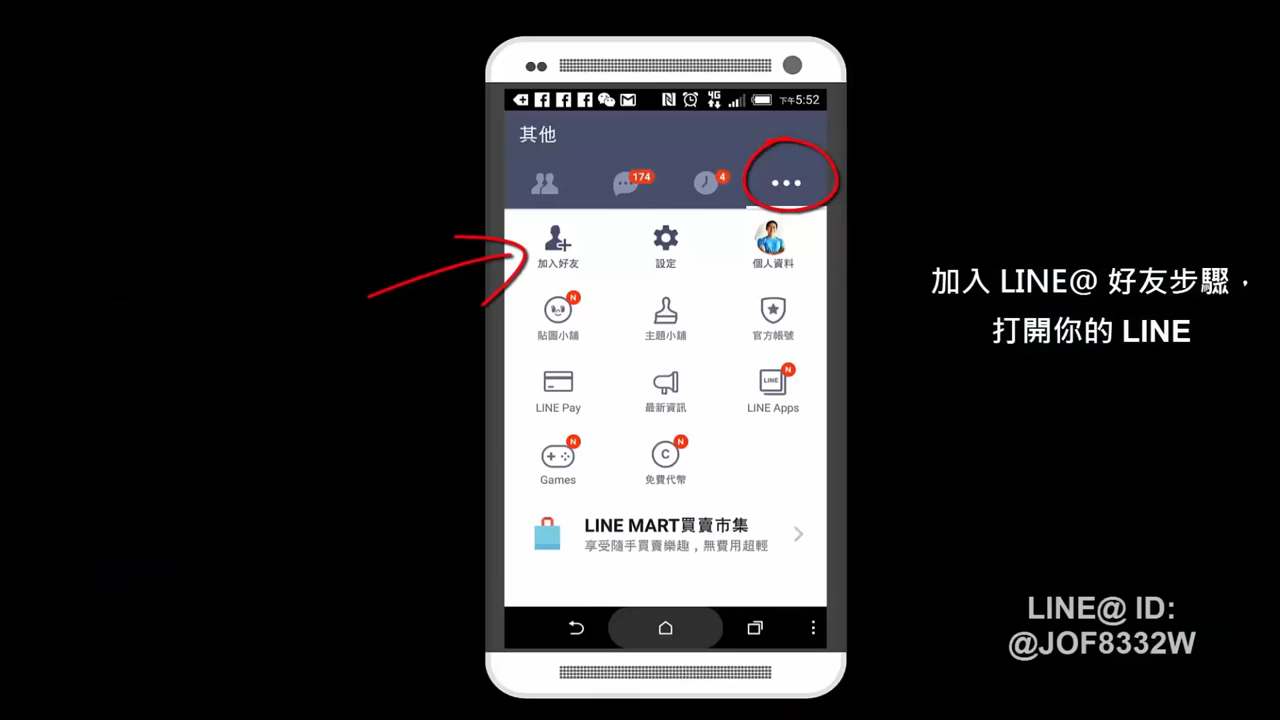 下午5:52
4G
其他
174
4
加入好友
設定
個人資料
N
貼圖小舖
主題小舖
官方帳號
LINE
N
LINE Pay
最新資訊
LINE Apps
N
C
N
Games
免費代幣
LINE MART買賣市集
享受隨手買賣樂趣，無費用超輕
加入 LINE@ 好友步驟，
打開你的 LINE
LINE@ ID:
@JOF8332W